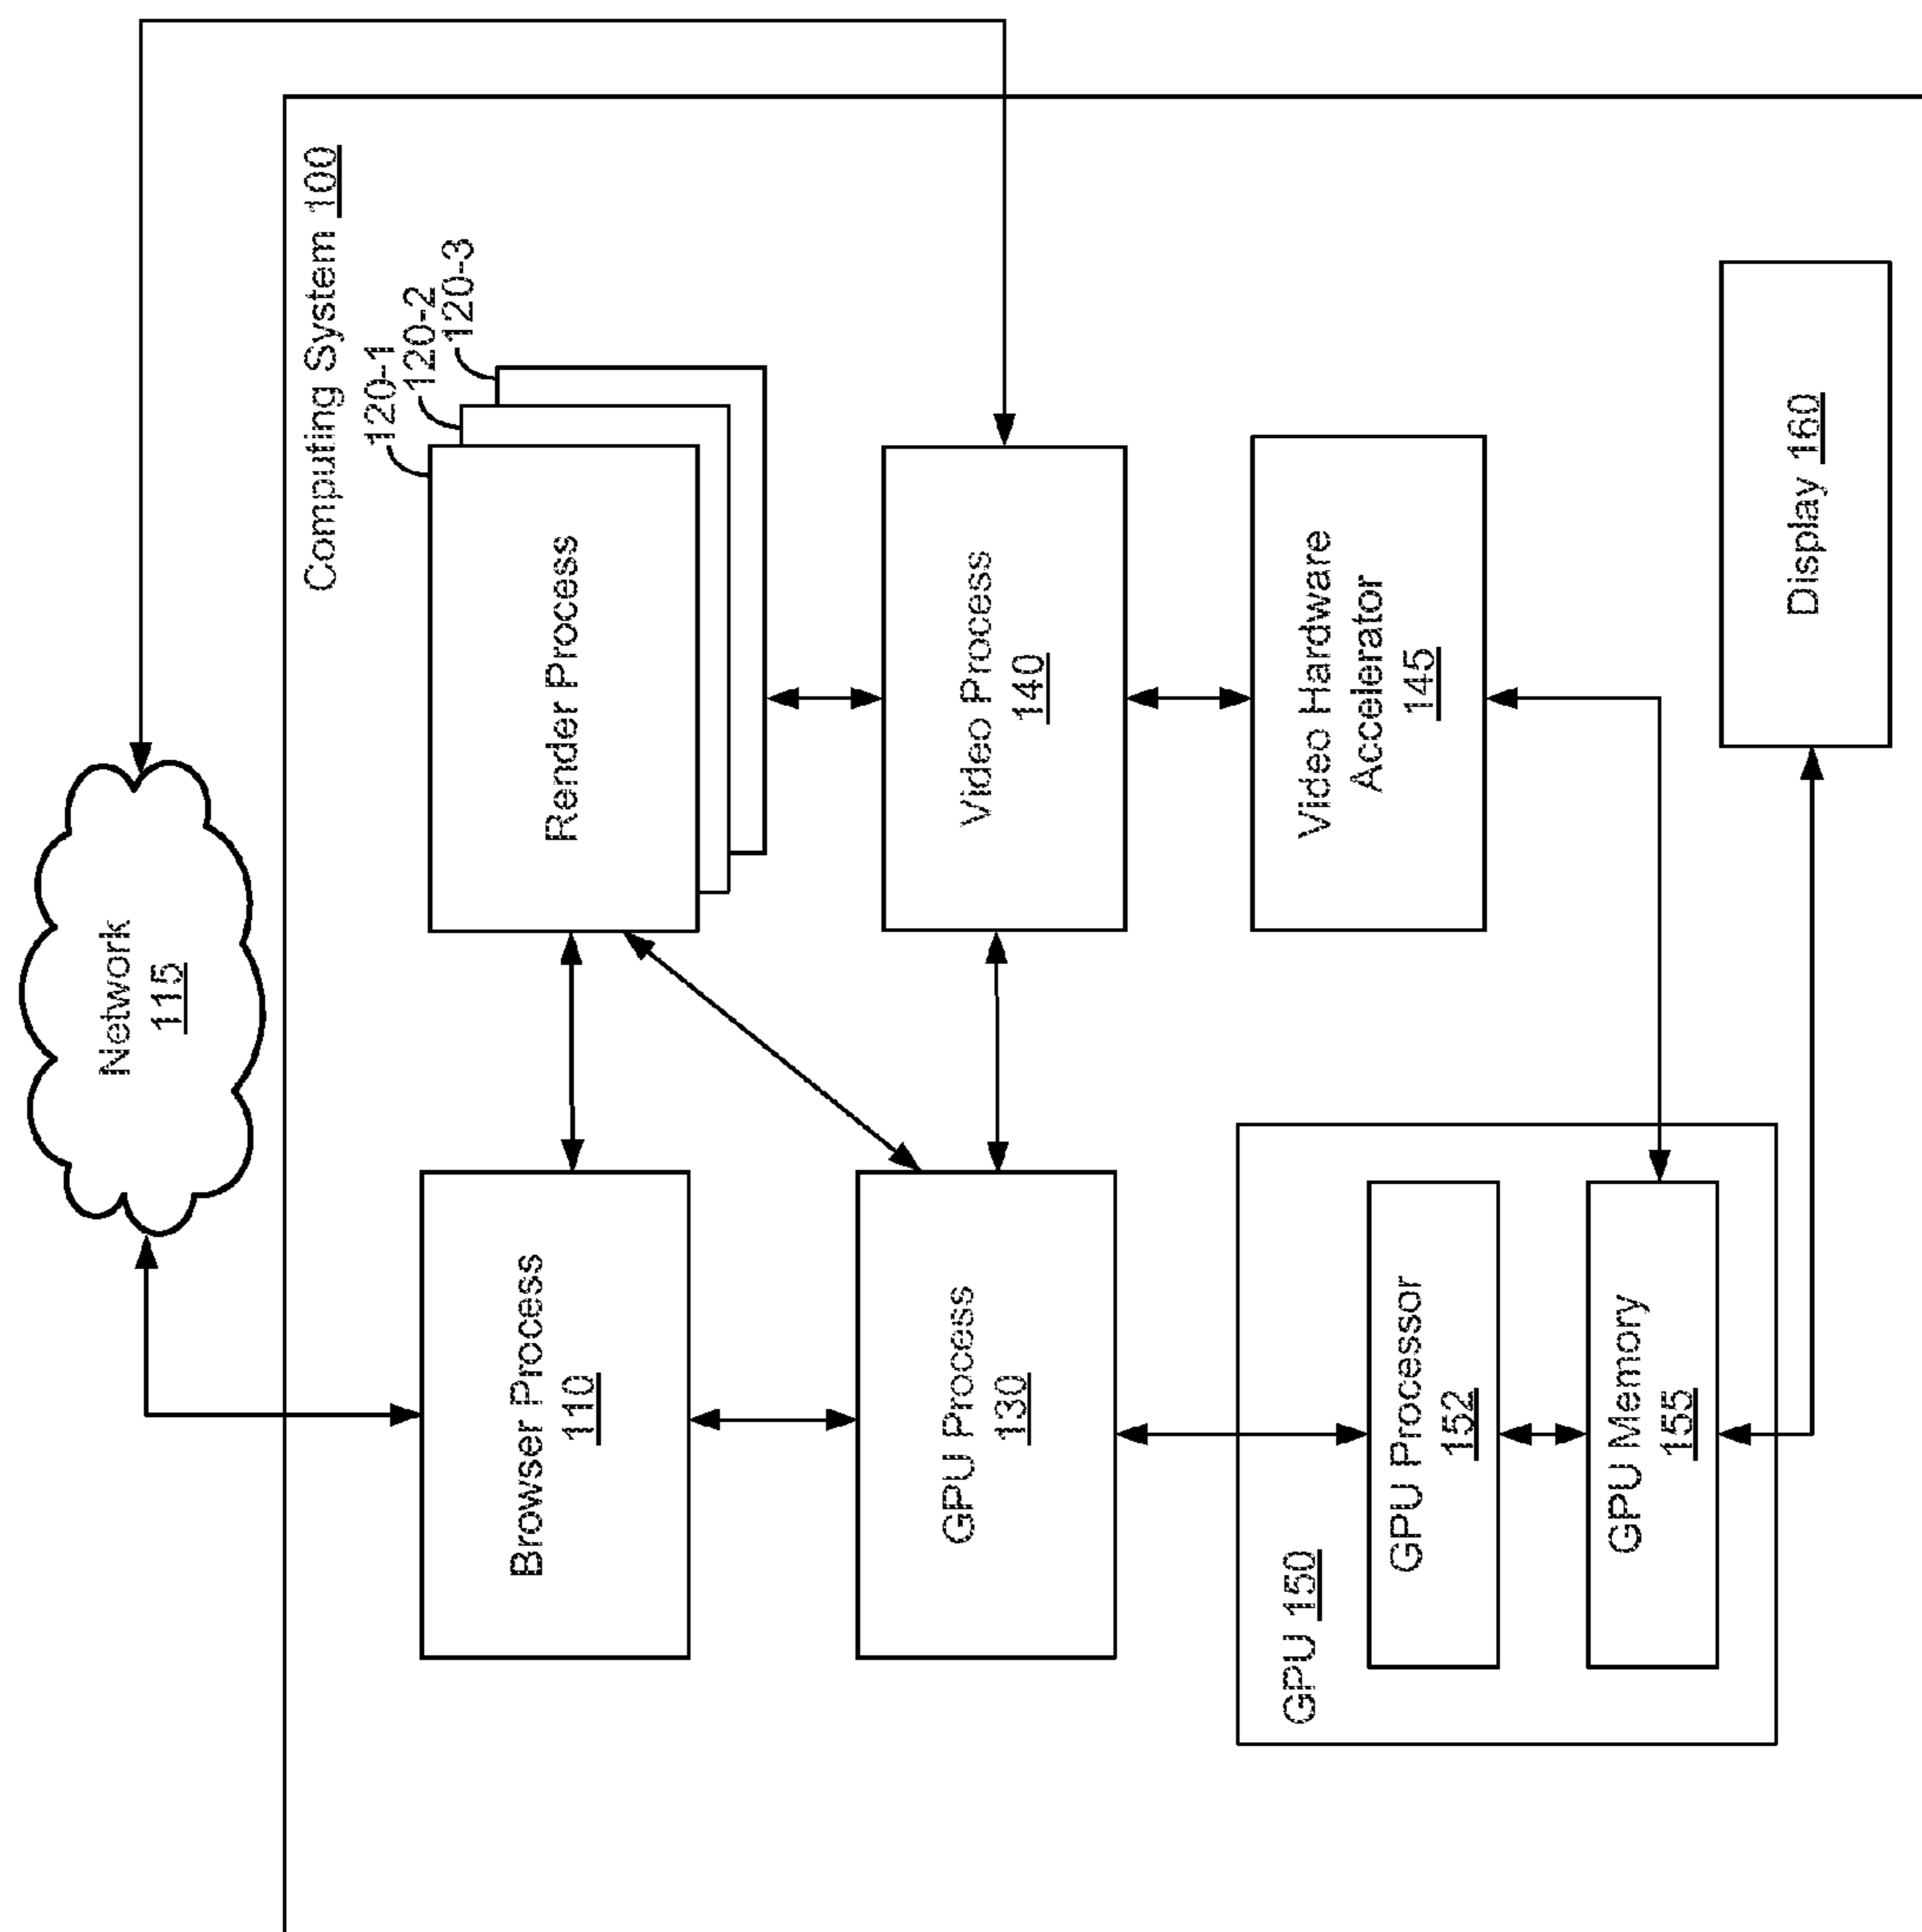 Network
115
Computing System 100
120-1
120-2
120-3
Browser Process
110
Render Process
GPU Process
130
Video Process
140
GPU 150
GPU Processor
152
GPU Memory
155
Video Hardware
Accelerator
145
Display 160